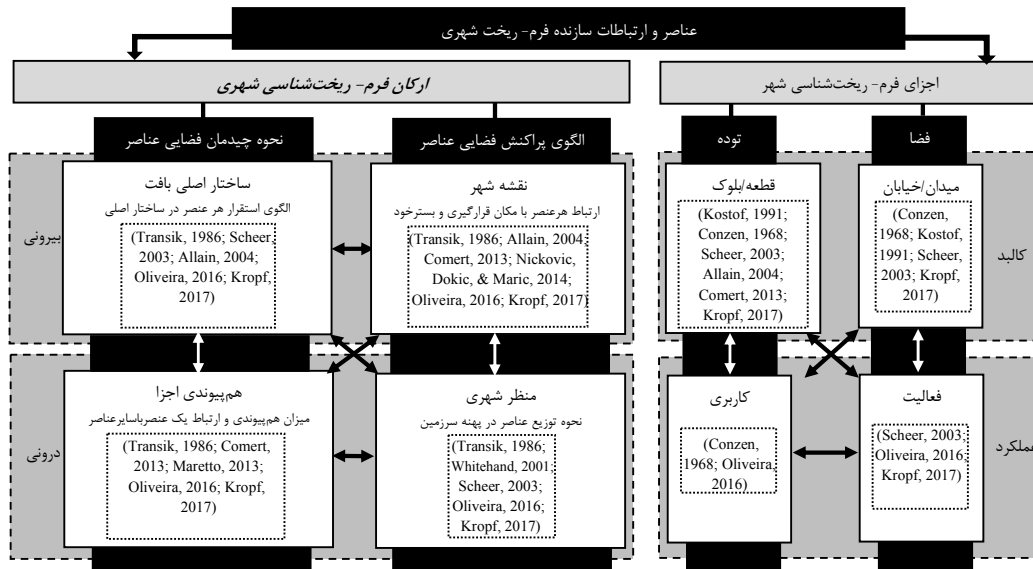 عناصر و ارتباطات سازنده فرم- ریخت شهری
اجزای فرم- ریخت‌شناسی شهر
ارکان فرم- ریخت‌شناسی شهری
فضا
توده
الگوی پراکنش فضایی عناصر
نحوه چیدمان فضایی عناصر
کالبد
میدان/خیابان
(Conzen,
1968; Kostof,
1991; Scheer,
2003; Kropf,
2017)
قطعه/بلوک
(Kostof, 1991;
Conzen, 1968;
Scheer, 2003;
Allain, 2004;
Comert, 2013;
Kropf, 2017)
نقشه شهر
ارتباط هرعنصر با مکان قرارگیری و بسترخود
(Transik, 1986; Allain, 2004;
Comert, 2013; Nickovic,
Dokic, & Maric, 2014;
Oliveira, 2016; Kropf, 2017)
ساختار اصلی بافت
الگوی استقرار هر عنصر در ساختار اصلی
(Transik, 1986; Scheer,
2003; Allain, 2004;
Oliveira, 2016; Kropf,
2017)
بیرونی
عملکرد
فعالیت
(Scheer, 2003;
Oliveira, 2016;
Kropf, 2017)
کاربری
(Conzen,
1968; Oliveira,
2016)
منظر شهری
نحوه توزیع عناصر در پهنه سرزمین
(Transik, 1986;
Whitehand, 2001;
Scheer, 2003;
Oliveira, 2016;
Kropf, 2017)
هم‌پیوندی اجزا
میزان هم‌پیوندی و ارتباط یک عنصرباسایرعناصر
(Transik, 1986; Comert,
2013; Maretto, 2013;
Oliveira, 2016; Kropf,
2017)
درونی